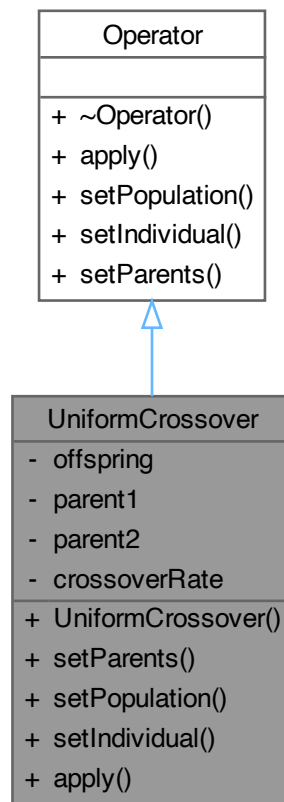 Operator
+ ~Operator()
+ apply()
+ setPopulation()
+ setIndividual()
+ setParents()
UniformCrossover
- offspring
- parent1
- parent2
- crossoverRate
+ UniformCrossover()
+ setParents()
+ setPopulation()
+ setIndividual()
+ apply()